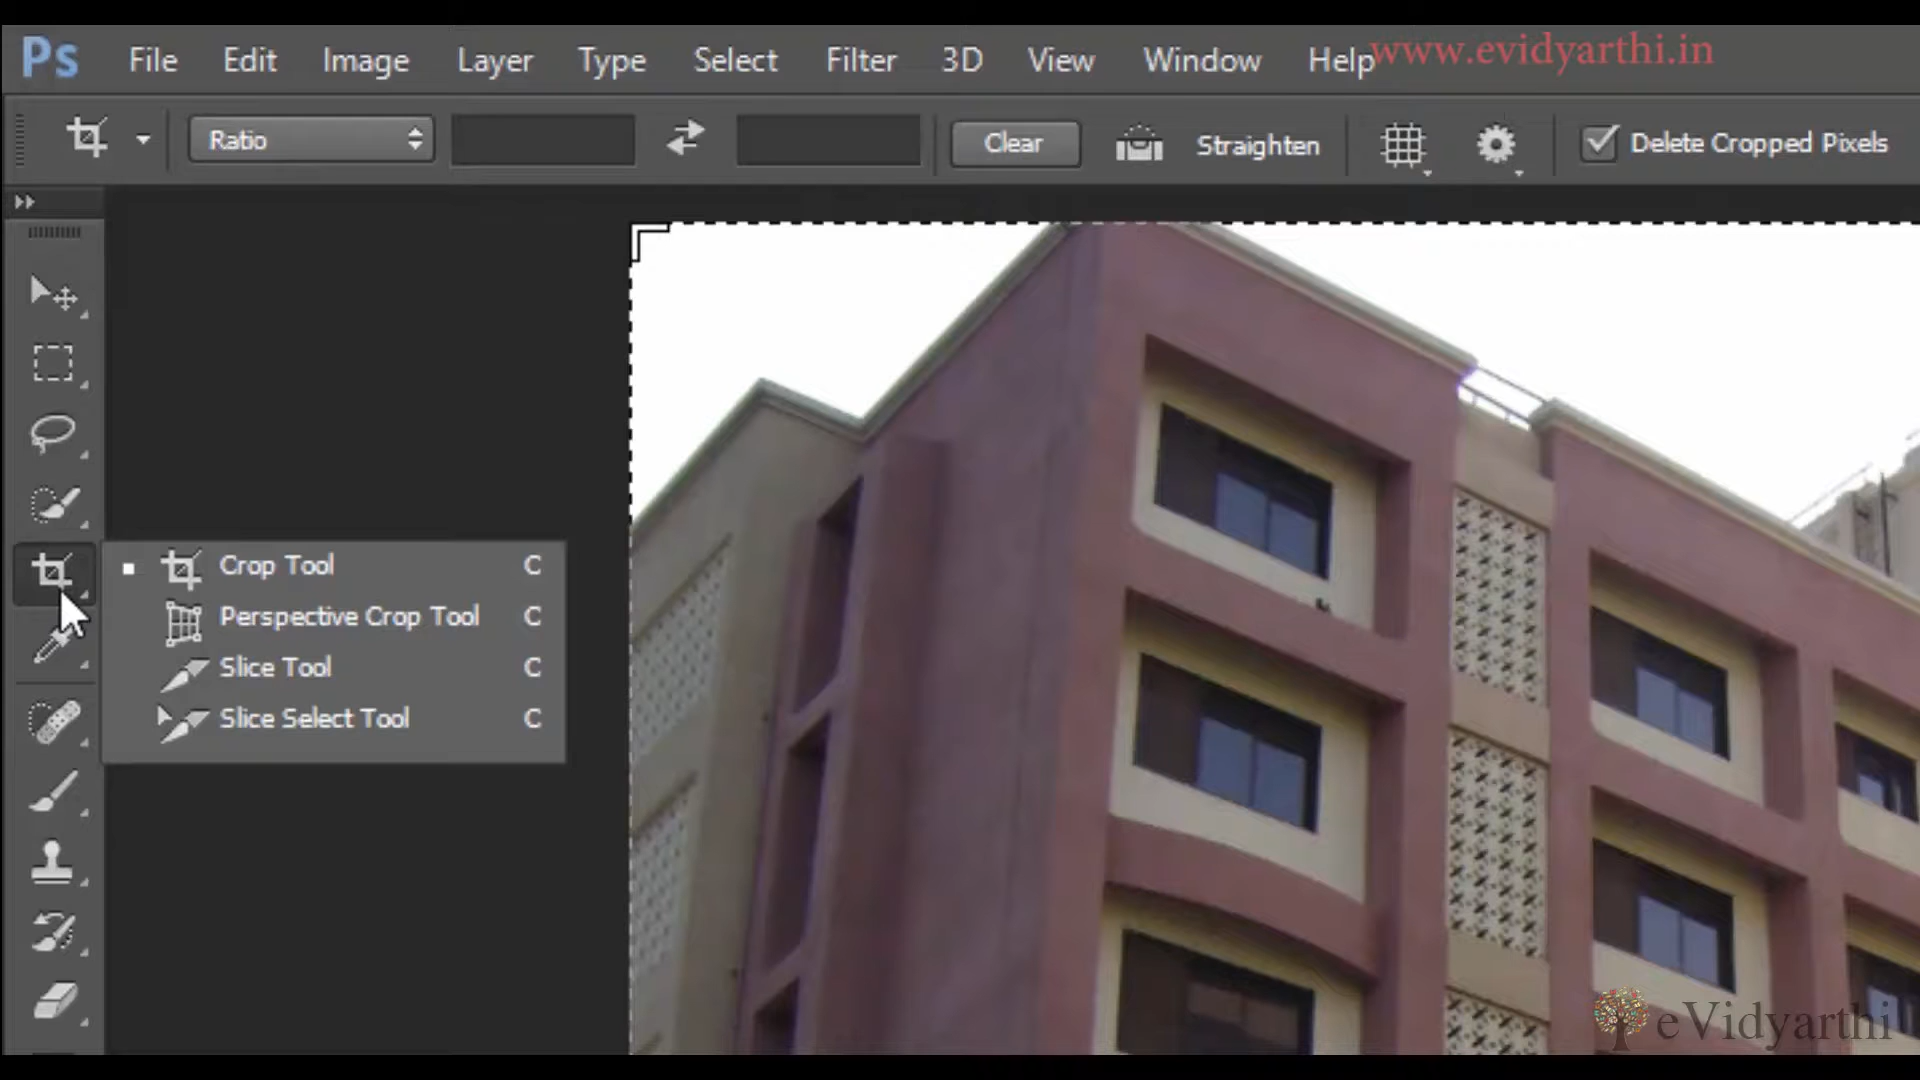 Ps File Edit Image Layer Type Select Filter 3D View Window Help www.evidyarthi.in
Ratio Clear Straighten Delete Cropped Pixels
Crop Tool C
Perspective Crop Tool C
Slice Tool C
Slice Select Tool C
eVidyarthi